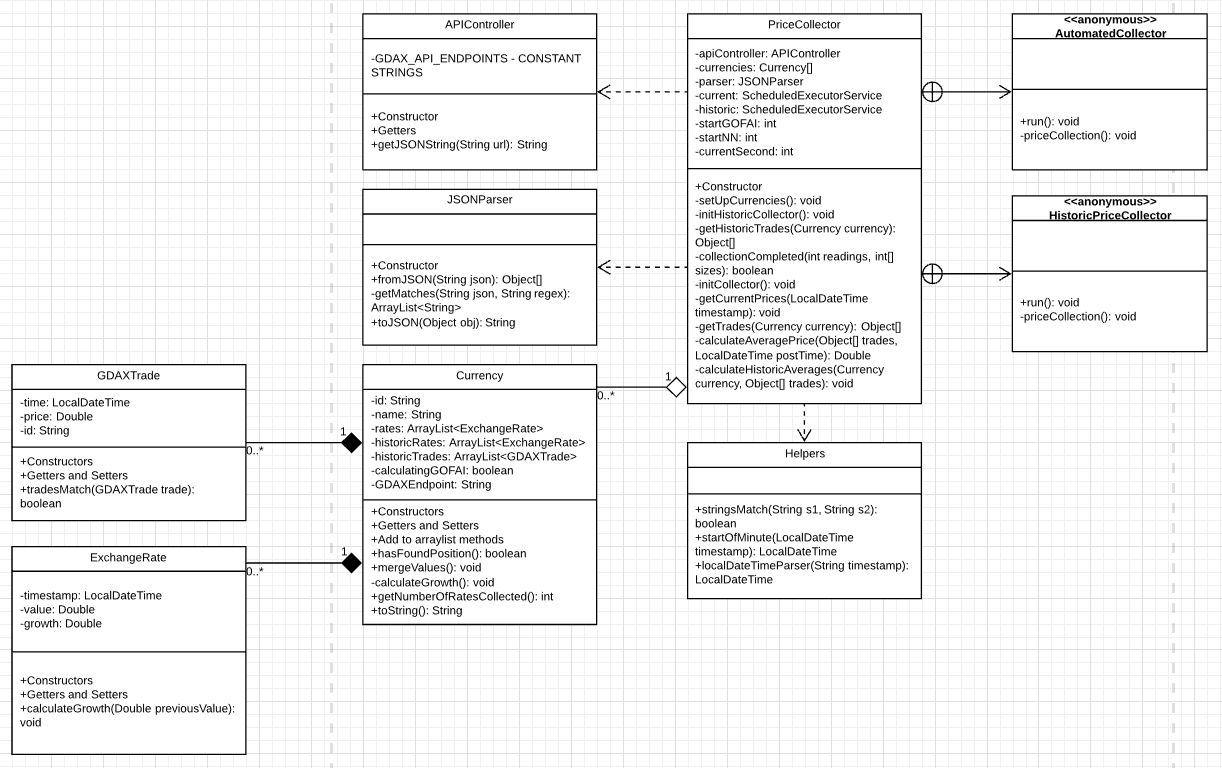 APIController
-GDAX_API_ENDPOINTS - CONSTANT
STRINGS
+Constructor
+Getters
+getJSONString(String url): String
PriceCollector
-apiController: APIController
-currencies: Currency[]
-parser: JSONParser
-current: ScheduledExecutorService
-historic: ScheduledExecutorService
-startGOFAI: int
-startNN: int
-currentSecond: int
+Constructor
-setUpCurrencies(): void
-initHistoricCollector(): void
-getHistoricTrades(Currency currency):
Object[]
-collectionCompleted(int readings, int[]
sizes): boolean
-initCollector(): void
-getCurrentPrices(LocalDateTime
timestamp): void
-getTrades(Currency currency): Object[]
-calculateAveragePrice(Object[] trades,
LocalDateTime postTime): Double
-calculateHistoricAverages(Currency
currency, Object[] trades): void
<<anonymous>>
AutomatedCollector
+run(): void
-priceCollection(): void
<<anonymous>>
HistoricPriceCollector
+run(): void
-priceCollection(): void
JSONParser
+Constructor
+fromJSON(String json): Object[]
-getMatches(String json, String regex):
ArrayList<String>
+toJSON(Object obj): String
GDAXTrade
-time: LocalDateTime
-price: Double
-id: String
+Constructors
+Getters and Setters
+tradesMatch(GDAXTrade trade):
boolean
1
0..*
Currency
-id: String
-name: String
-rates: ArrayList<ExchangeRate>
-historicRates: ArrayList<ExchangeRate>
-historicTrades: ArrayList<GDAXTrade>
-calculatingGOFAI: boolean
-GDAXEndpoint: String
+Constructors
+Getters and Setters
+Add to arraylist methods
+hasFoundPosition(): boolean
+mergeValues(): void
-calculateGrowth(): void
+getNumberOfRatesCollected(): int
+toString(): String
1
0..*
Helpers
+stringsMatch(String s1, String s2):
boolean
+startOfMinute(LocalDateTime
timestamp): LocalDateTime
+localDateTimeParser(String timestamp):
LocalDateTime
ExchangeRate
-timestamp: LocalDateTime
-value: Double
-growth: Double
+Constructors
+Getters and Setters
+calculateGrowth(Double previousValue):
void
1
0..*